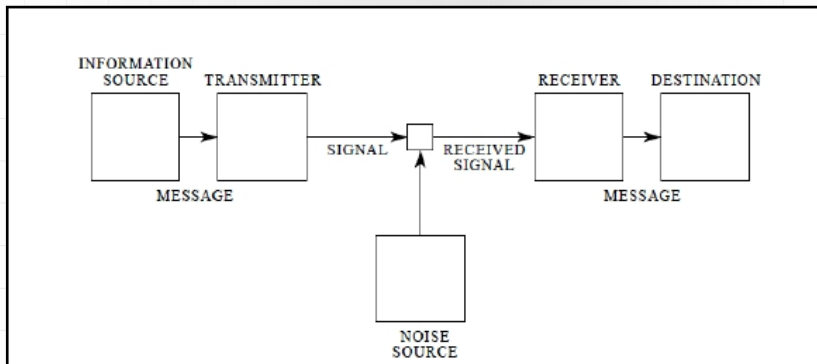 INFORMATION
SOURCE
TRANSMITTER
RECEIVER
DESTINATION
SIGNAL
RECEIVED
SIGNAL
MESSAGE
MESSAGE
NOISE
SOURCE